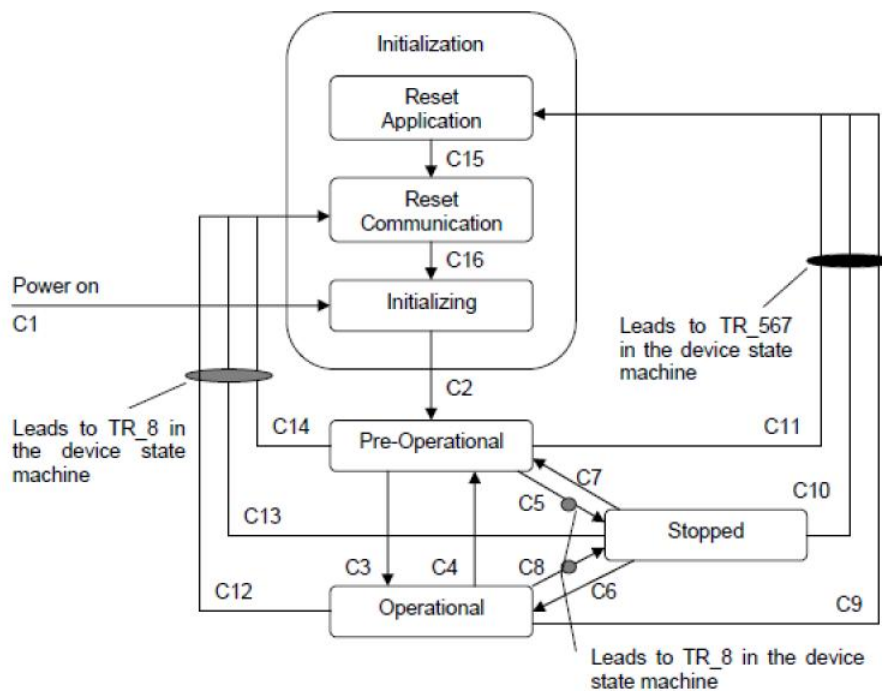 Initialization
Reset
Application
C15
Reset
Communication
C16
Power on
C1
Initializing
Leads to TR_567
in the device state
machine
C2
Leads to TR_8 in
the device state
machine
C14
Pre-Operational
C11
C7
C5
C10
C13
Stopped
C3
C4
C8
C6
C12
Operational
C9
Leads to TR_8 in the device
state machine